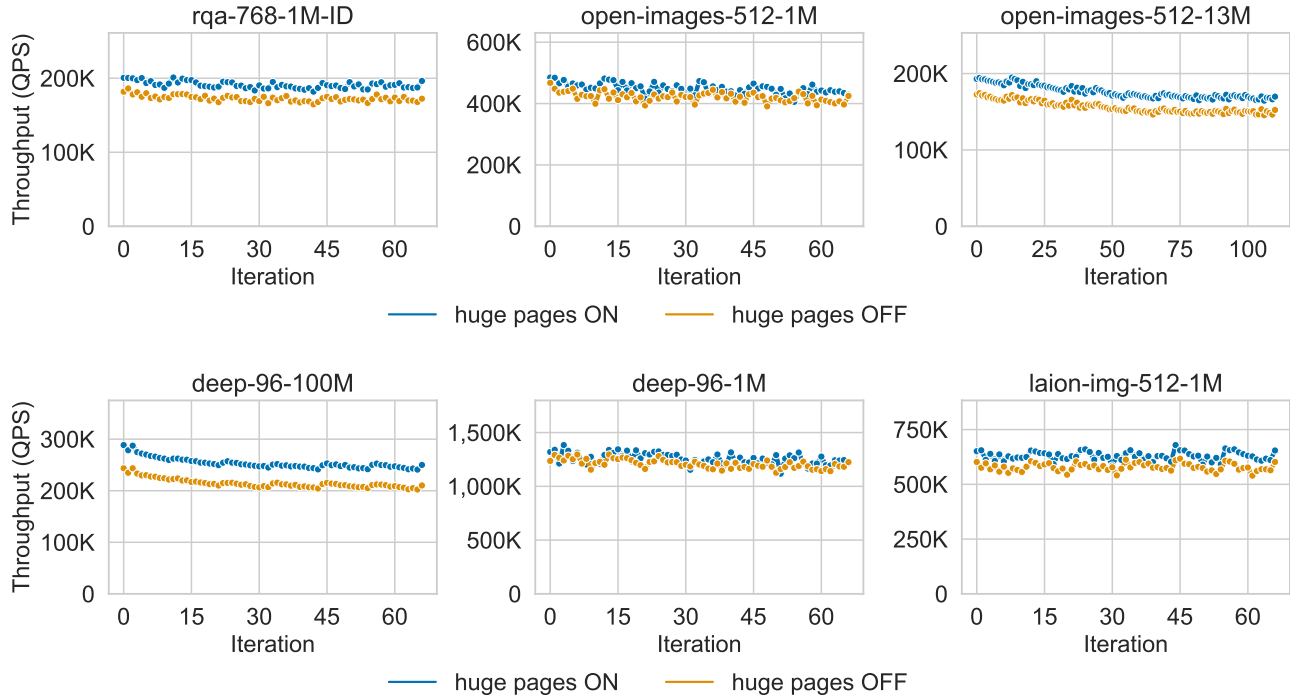 rqa-768-1M-ID
open-images-512-1M
open-images-512-13M
Throughput (QPS)
200K
100K
0
0 15 30 45 60
Iteration
600K
400K
200K
0
0 15 30 45 60
Iteration
200K
100K
0
0 25 50 75 100
Iteration
huge pages ON
huge pages OFF
deep-96-100M
deep-96-1M
laion-img-512-1M
Throughput (QPS)
300K
200K
100K
0
0 15 30 45 60
Iteration
1,500K
1,000K
500K
0
0 15 30 45 60
Iteration
750K
500K
250K
0
0 15 30 45 60
Iteration
huge pages ON
huge pages OFF